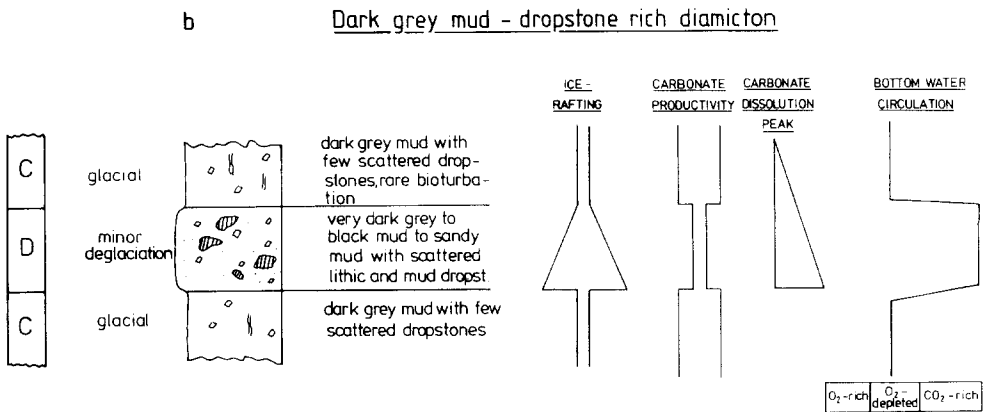 b Dark grey mud - dropstone rich diamicton
ICE-
RAFTING
CARBONATE
PRODUCTIVITY
CARBONATE
DISSOLUTION
PEAK
BOTTOM WATER
CIRCULATION
C
glacial
dark grey mud with
few scattered drop-
stones, rare bioturba-
tion
D
minor
deglaciation
very dark grey to
black mud to sandy
mud with scattered
lithic and mud dropst.
C
glacial
dark grey mud with few
scattered dropstones
O₂-rich
O₂-
depleted
CO₂-rich